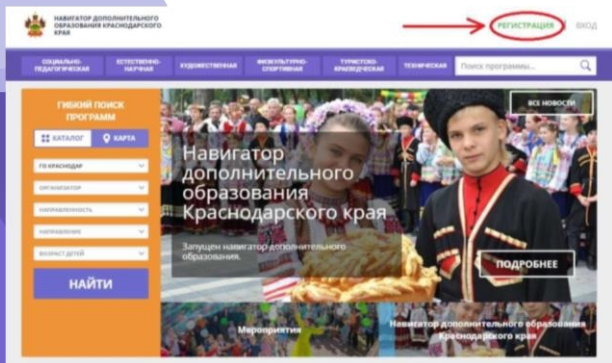 НАВИГАТОР ДОПОЛНИТЕЛЬНОГО
ОБРАЗОВАНИЯ КРАСНОДАРСКОГО
КРАЯ
РЕГИСТРАЦИЯ
ВХОД
СОЦИАЛЬНО-
ПЕДАГОГИЧЕСКАЯ
ЕСТЕСТВЕННО-
НАУЧНАЯ
ХУДОЖЕСТВЕННАЯ
ФИЗКУЛЬТУРНО-
СПОРТИВНАЯ
ТУРИСТСКО-
КРАЕВЕДЧЕСКАЯ
ТЕХНИЧЕСКАЯ
Поиск программы...
ГИБКИЙ ПОИСК
ПРОГРАММ
КАТАЛОГ
КАРТА
ГО КРАСНОДАР
ОРГАНИЗАТОР
НАПРАВЛЕННОСТЬ
НАПРАВЛЕНИЕ
ВОЗРАСТ ДЕТЕЙ
НАЙТИ
ВСЕ НОВОСТИ
Навигатор
дополнительного
образования
Краснодарского края
Запущен навигатор дополнительного
образования.
ПОДРОБНЕЕ
Мероприятия
Навигатор дополнительного образования
Краснодарского края